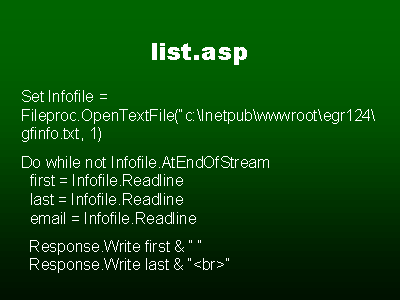 list.asp
Set Infofile =
Fileproc.OpenTextFile("c:\Inetpub\wwwroot\egr124\
gfinfo.txt, 1)
Do while not Infofile.AtEndOfStream
first = Infofile.Readline
last = Infofile.Readline
email = Infofile.Readline
Response.Write first & " "
Response.Write last & "<br>"